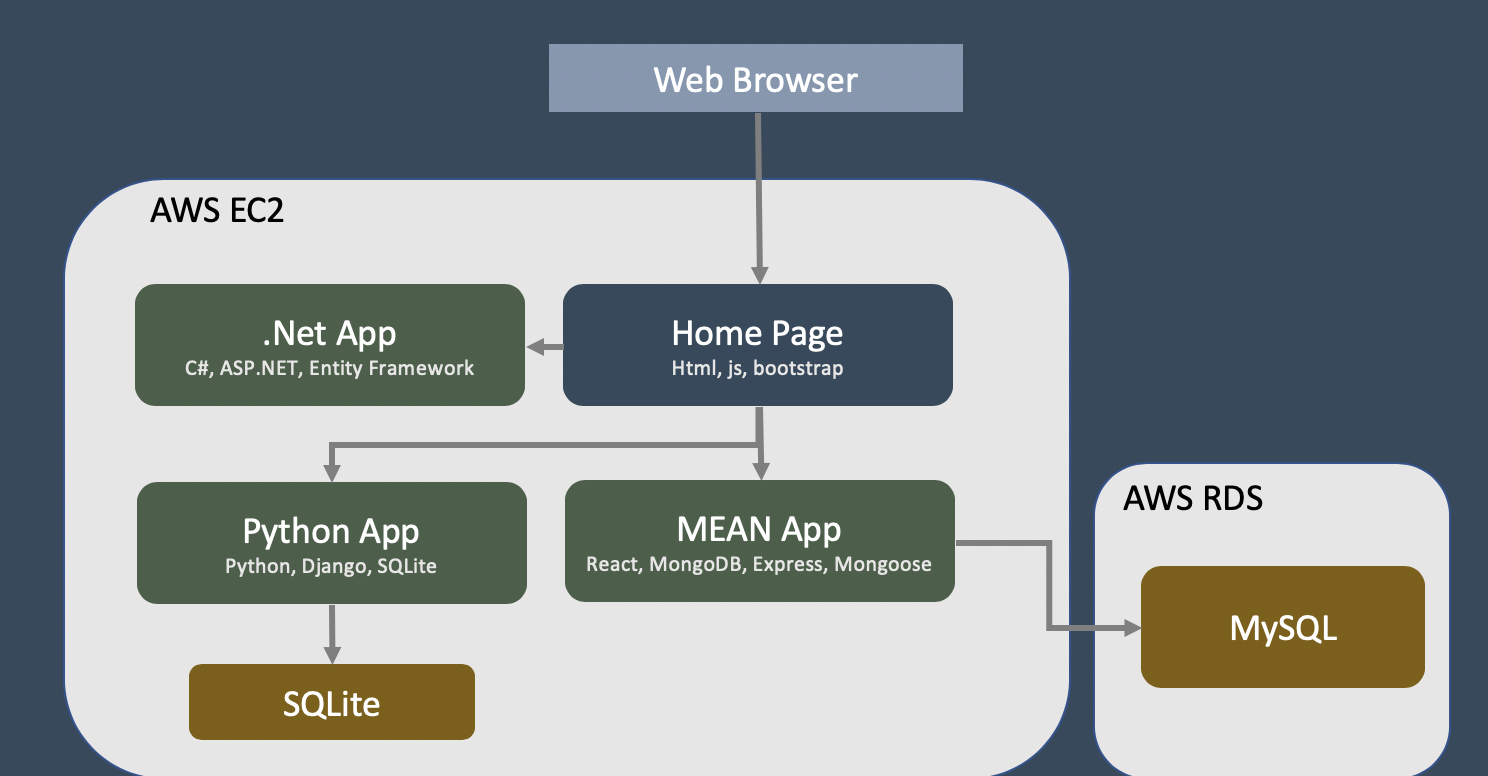 Web Browser
AWS EC2
.Net App
C#, ASP.NET, Entity Framework
Home Page
Html, js, bootstrap
Python App
Python, Django, SQLite
MEAN App
React, MongoDB, Express, Mongoose
SQLite
AWS RDS
MySQL